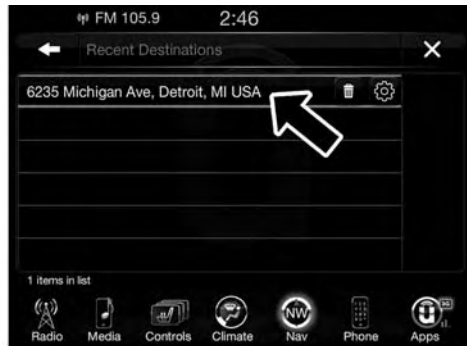 FM 105.9 2:46
Recent Destinations
6235 Michigan Ave, Detroit, MI USA
1 items in list
NW
3G
Radio Media Controls Climate Nav Phone Apps